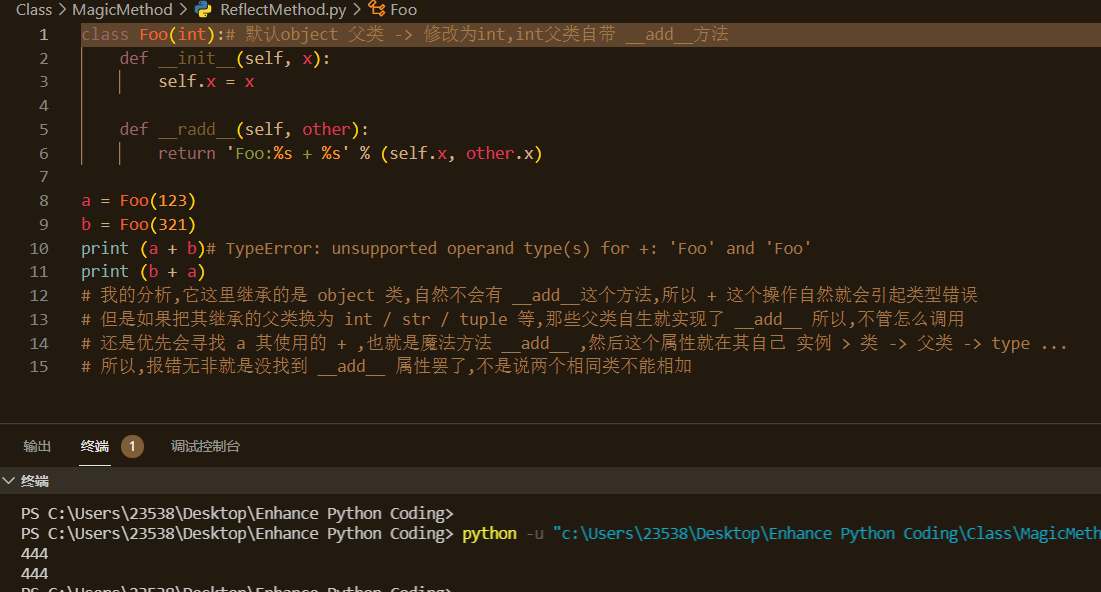 Class > MagicMethod > ReflectMethod.py > Foo
1 class Foo(int):# 默认object 父类 -> 修改为int,int父类自带 __add__方法
2 def __init__(self, x):
3 self.x = x
4
5 def __radd__(self, other):
6 return 'Foo:%s + %s' % (self.x, other.x)
7
8 a = Foo(123)
9 b = Foo(321)
10 print (a + b)# TypeError: unsupported operand type(s) for +: 'Foo' and 'Foo'
11 print (b + a)
12 # 我的分析,它这里继承的是 object 类,自然不会有 __add__这个方法,所以 + 这个操作自然就会引起类型错误
13 # 但是如果把其继承的父类换为 int / str / tuple 等,那些父类自生就实现了 __add__ 所以,不管怎么调用
14 # 还是优先会寻找 a 其使用的 + ,也就是魔法方法 __add__ ,然后这个属性就在其自己 实例 > 类 -> 父类 -> type ...
15 # 所以,报错无非就是没找到 __add__ 属性罢了,不是说两个相同类不能相加
输出 终端 1 调试控制台
终端
PS C:\Users\23538\Desktop\Enhance Python Coding>
PS C:\Users\23538\Desktop\Enhance Python Coding> python -u "c:\Users\23538\Desktop\Enhance Python Coding\Class\MagicMeth
444
444
PS C:\Users\23538\Desktop\Enhance Python Coding>